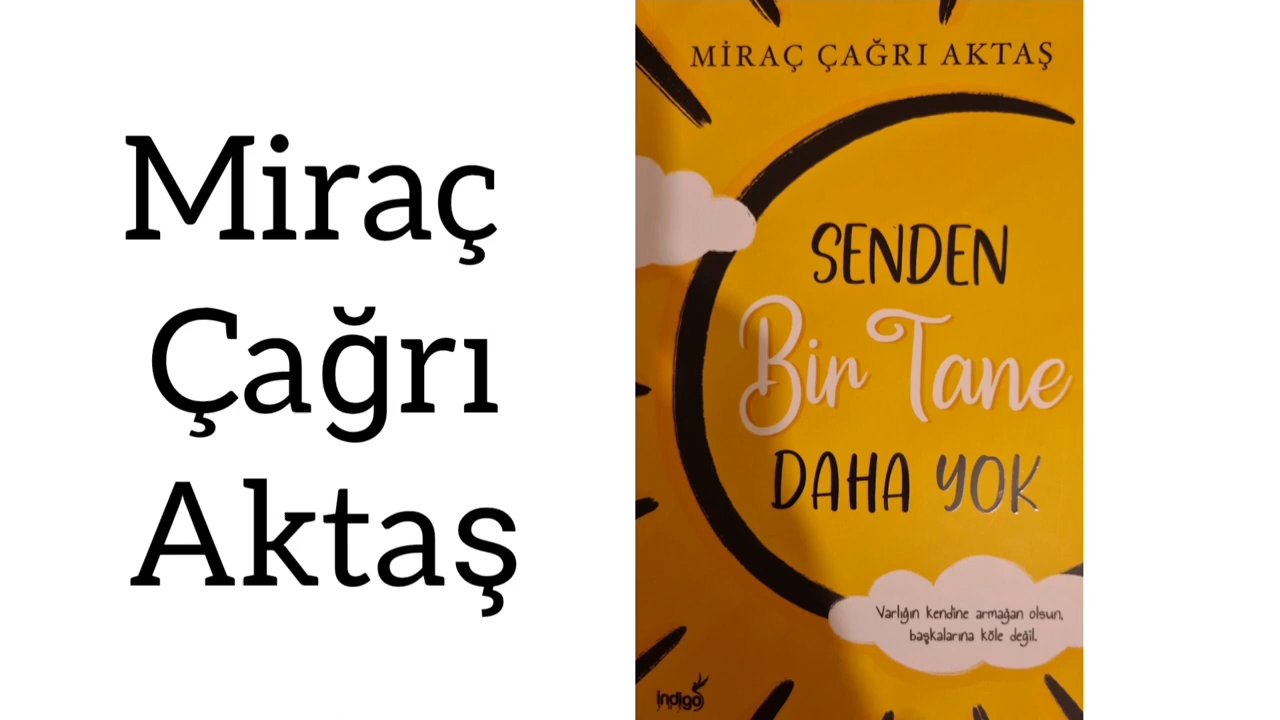 Miraç
Çağrı
Aktaş
MİRAÇ ÇAĞRI AKTAŞ
SENDEN
Bir Tane
DAHA YOK
Varlığın kendine armağan olsun,
başkalarına köle değil.
indigo